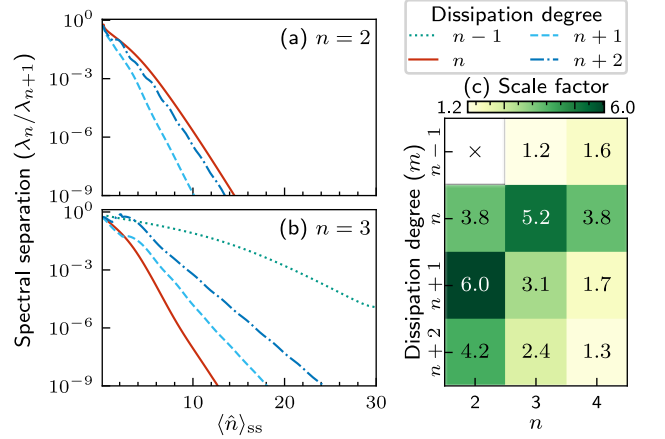 Dissipation degree
n − 1
n + 1
n
n + 2
Spectral separation (λ_n/λ_{n+1})
10^0
10^−3
10^−6
10^−9
(a) n = 2
10^0
10^−3
10^−6
10^−9
(b) n = 3
10
20
30
⟨n̂⟩_ss
(c) Scale factor
1.2
6.0
Dissipation degree (m)
n − 1
n
n + 1
n + 2
× 1.2 1.6
3.8 5.2 3.8
6.0 3.1 1.7
4.2 2.4 1.3
2 3 4
n